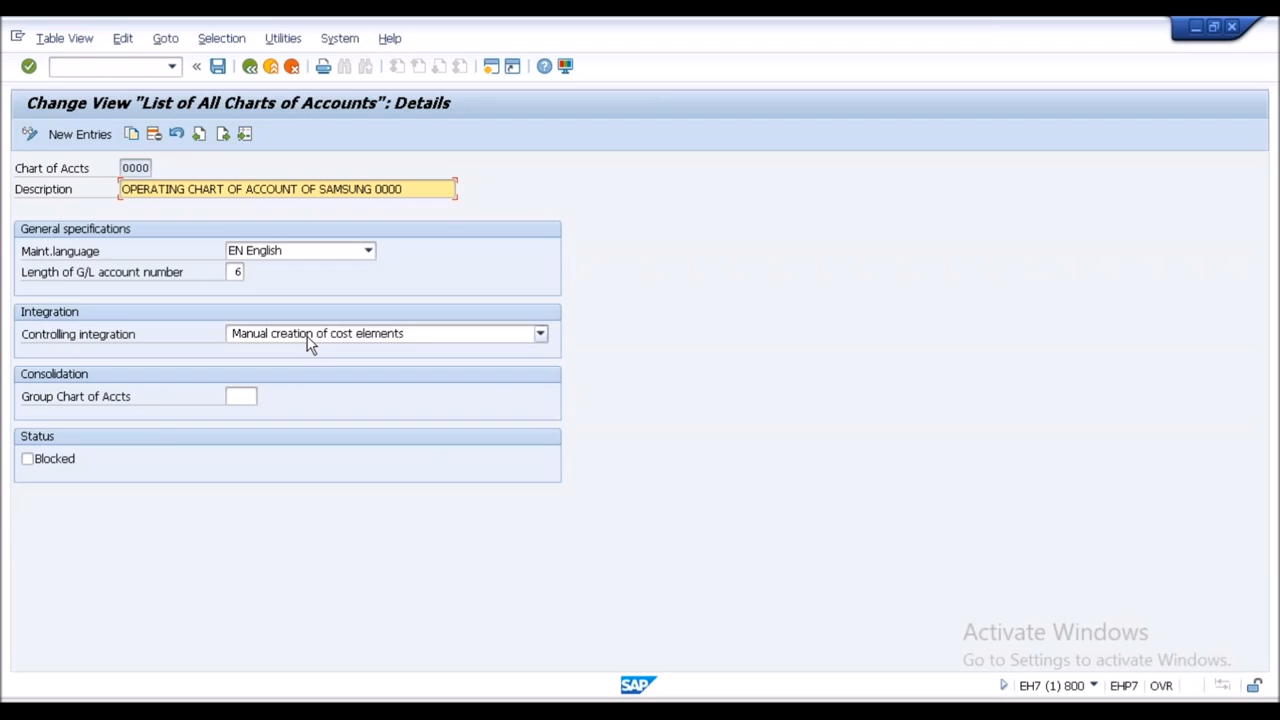 Table View Edit Goto Selection Utilities System Help
Change View "List of All Charts of Accounts": Details
New Entries
Chart of Accts 0000
Description OPERATING CHART OF ACCOUNT OF SAMSUNG 0000
General specifications
Maint.language EN English
Length of G/L account number 6
Integration
Controlling integration Manual creation of cost elements
Consolidation
Group Chart of Accts
Status
Blocked
Activate Windows
Go to Settings to activate Windows.
SAP EH7 (1) 800 EHP7 OVR